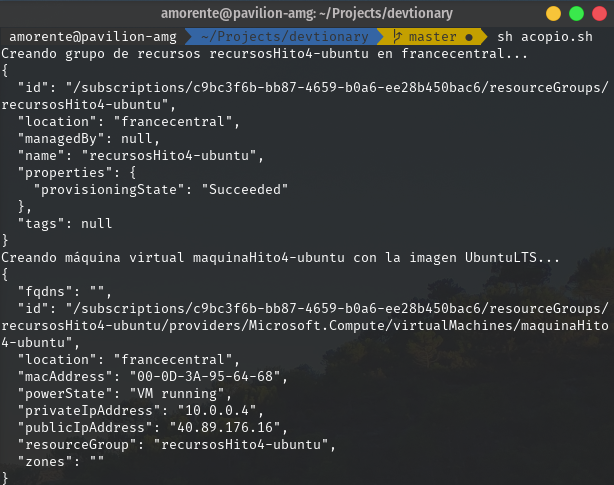 amorente@pavilion-amg: ~/Projects/devtionary
amorente@pavilion-amg ~/Projects/devtionary master ● sh acopio.sh
Creando grupo de recursos recursosHito4-ubuntu en francecentral...
{
  "id": "/subscriptions/c9bc3f6b-bb87-4659-b0a6-ee28b450bac6/resourceGroups/
recursosHito4-ubuntu",
  "location": "francecentral",
  "managedBy": null,
  "name": "recursosHito4-ubuntu",
  "properties": {
    "provisioningState": "Succeeded"
  },
  "tags": null
}
Creando máquina virtual maquinaHito4-ubuntu con la imagen UbuntuLTS...
{
  "fqdns": "",
  "id": "/subscriptions/c9bc3f6b-bb87-4659-b0a6-ee28b450bac6/resourceGroups/
recursosHito4-ubuntu/providers/Microsoft.Compute/virtualMachines/maquinaHito
4-ubuntu",
  "location": "francecentral",
  "macAddress": "00-0D-3A-95-64-68",
  "powerState": "VM running",
  "privateIpAddress": "10.0.0.4",
  "publicIpAddress": "40.89.176.16",
  "resourceGroup": "recursosHito4-ubuntu",
  "zones": ""
}